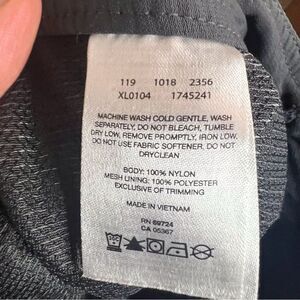 119 1018 2356
XL0104 1745241
MACHINE WASH COLD GENTLE, WASH
SEPARATELY, DO NOT BLEACH, TUMBLE
DRY LOW, REMOVE PROMPTLY, IRON LOW,
DO NOT USE FABRIC SOFTENER, DO NOT
DRYCLEAN
BODY: 100% NYLON
MESH LINING: 100% POLYESTER
EXCLUSIVE OF TRIMMING
MADE IN VIETNAM
RN 69724
CA 05367